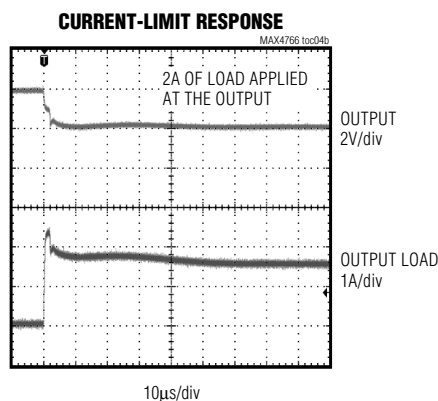 CURRENT-LIMIT RESPONSE
MAX4766 toc04b
T
2A OF LOAD APPLIED
AT THE OUTPUT
OUTPUT
2V/div
OUTPUT LOAD
1A/div
10µs/div